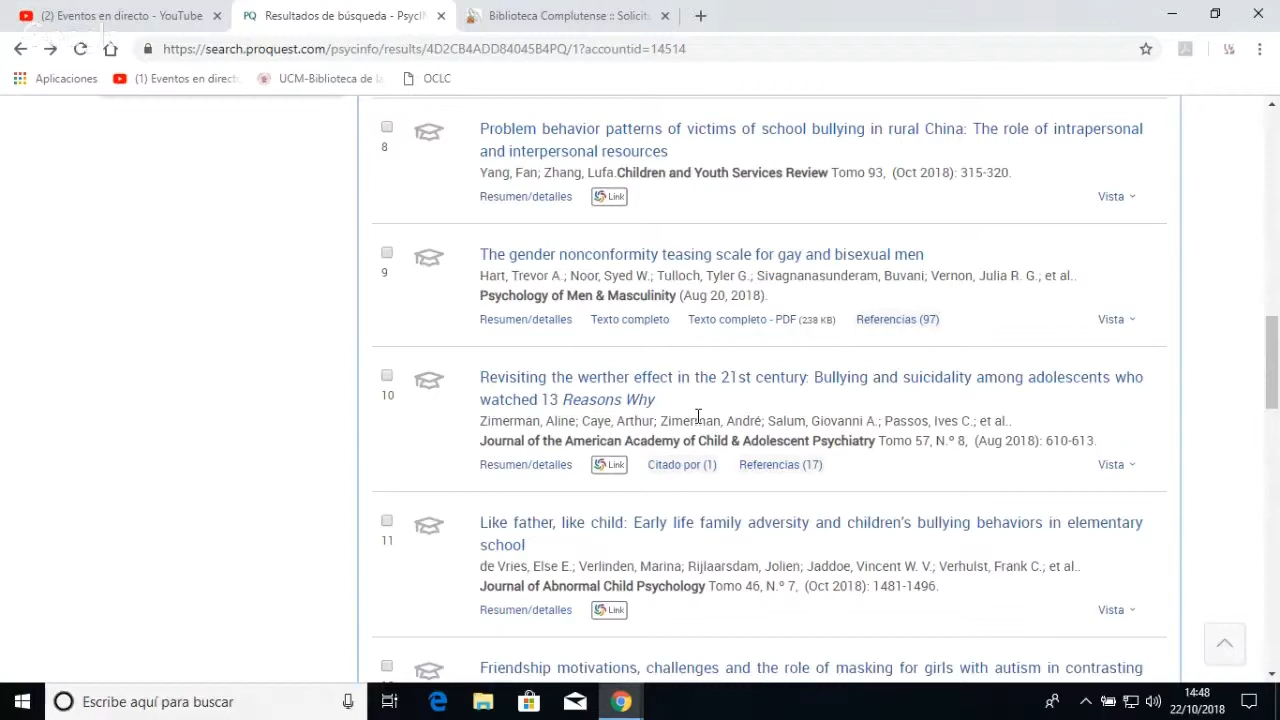 (2) Eventos en directo - YouTube
PQ Resultados de búsqueda - PsycIN
Biblioteca Complutense :: Solicita
https://search.proquest.com/psycinfo/results/4D2CB4ADD84045B4PQ/1?accountid=14514
Aplicaciones
(1) Eventos en direct
UCM-Biblioteca de la
OCLC
8
Problem behavior patterns of victims of school bullying in rural China: The role of intrapersonal
and interpersonal resources
Yang, Fan; Zhang, Lufa.Children and Youth Services Review Tomo 93, (Oct 2018): 315-320.
Resumen/detalles Link Vista
9
The gender nonconformity teasing scale for gay and bisexual men
Hart, Trevor A.; Noor, Syed W.; Tulloch, Tyler G.; Sivagnanasunderam, Buvani; Vernon, Julia R. G.; et al..
Psychology of Men & Masculinity (Aug 20, 2018).
Resumen/detalles Texto completo Texto completo - PDF (238 KB) Referencias (97) Vista
10
Revisiting the werther effect in the 21st century: Bullying and suicidality among adolescents who
watched 13 Reasons Why
Zimerman, Aline; Caye, Arthur; Zimerman, André; Salum, Giovanni A.; Passos, Ives C.; et al..
Journal of the American Academy of Child & Adolescent Psychiatry Tomo 57, N.º 8, (Aug 2018): 610-613.
Resumen/detalles Link Citado por (1) Referencias (17) Vista
11
Like father, like child: Early life family adversity and children's bullying behaviors in elementary
school
de Vries, Else E.; Verlinden, Marina; Rijlaarsdam, Jolien; Jaddoe, Vincent W. V.; Verhulst, Frank C.; et al..
Journal of Abnormal Child Psychology Tomo 46, N.º 7, (Oct 2018): 1481-1496.
Resumen/detalles Link Vista
Friendship motivations, challenges and the role of masking for girls with autism in contrasting
Escribe aquí para buscar
14:48
22/10/2018